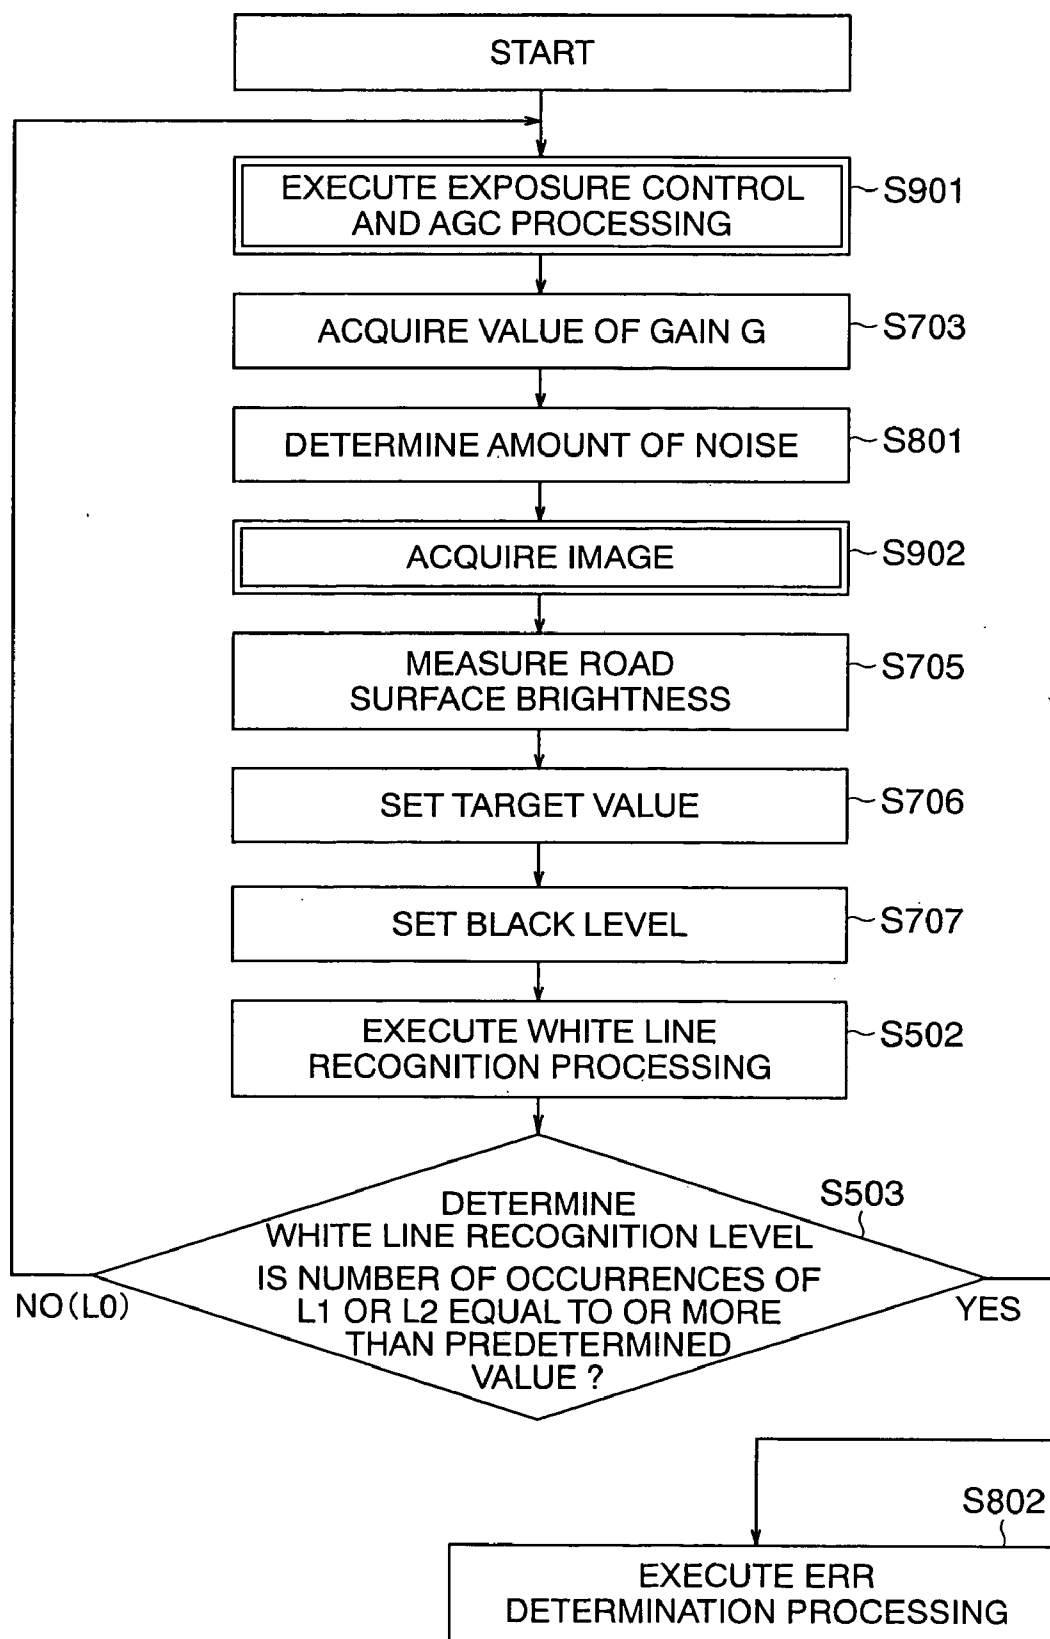 START
EXECUTE EXPOSURE CONTROL
AND AGC PROCESSING
S901
ACQUIRE VALUE OF GAIN G
S703
DETERMINE AMOUNT OF NOISE
S801
ACQUIRE IMAGE
S902
MEASURE ROAD
SURFACE BRIGHTNESS
S705
SET TARGET VALUE
S706
SET BLACK LEVEL
S707
EXECUTE WHITE LINE
RECOGNITION PROCESSING
S502
S503
DETERMINE
WHITE LINE RECOGNITION LEVEL
IS NUMBER OF OCCURRENCES OF
L1 OR L2 EQUAL TO OR MORE
THAN PREDETERMINED
VALUE ?
NO(L0)
YES
S802
EXECUTE ERR
DETERMINATION PROCESSING